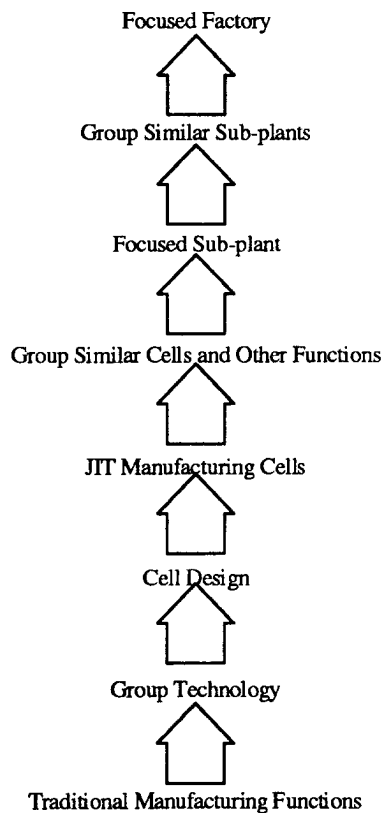 Focused Factory
Group Similar Sub-plants
Focused Sub-plant
Group Similar Cells and Other Functions
JIT Manufacturing Cells
Cell Design
Group Technology
Traditional Manufacturing Functions